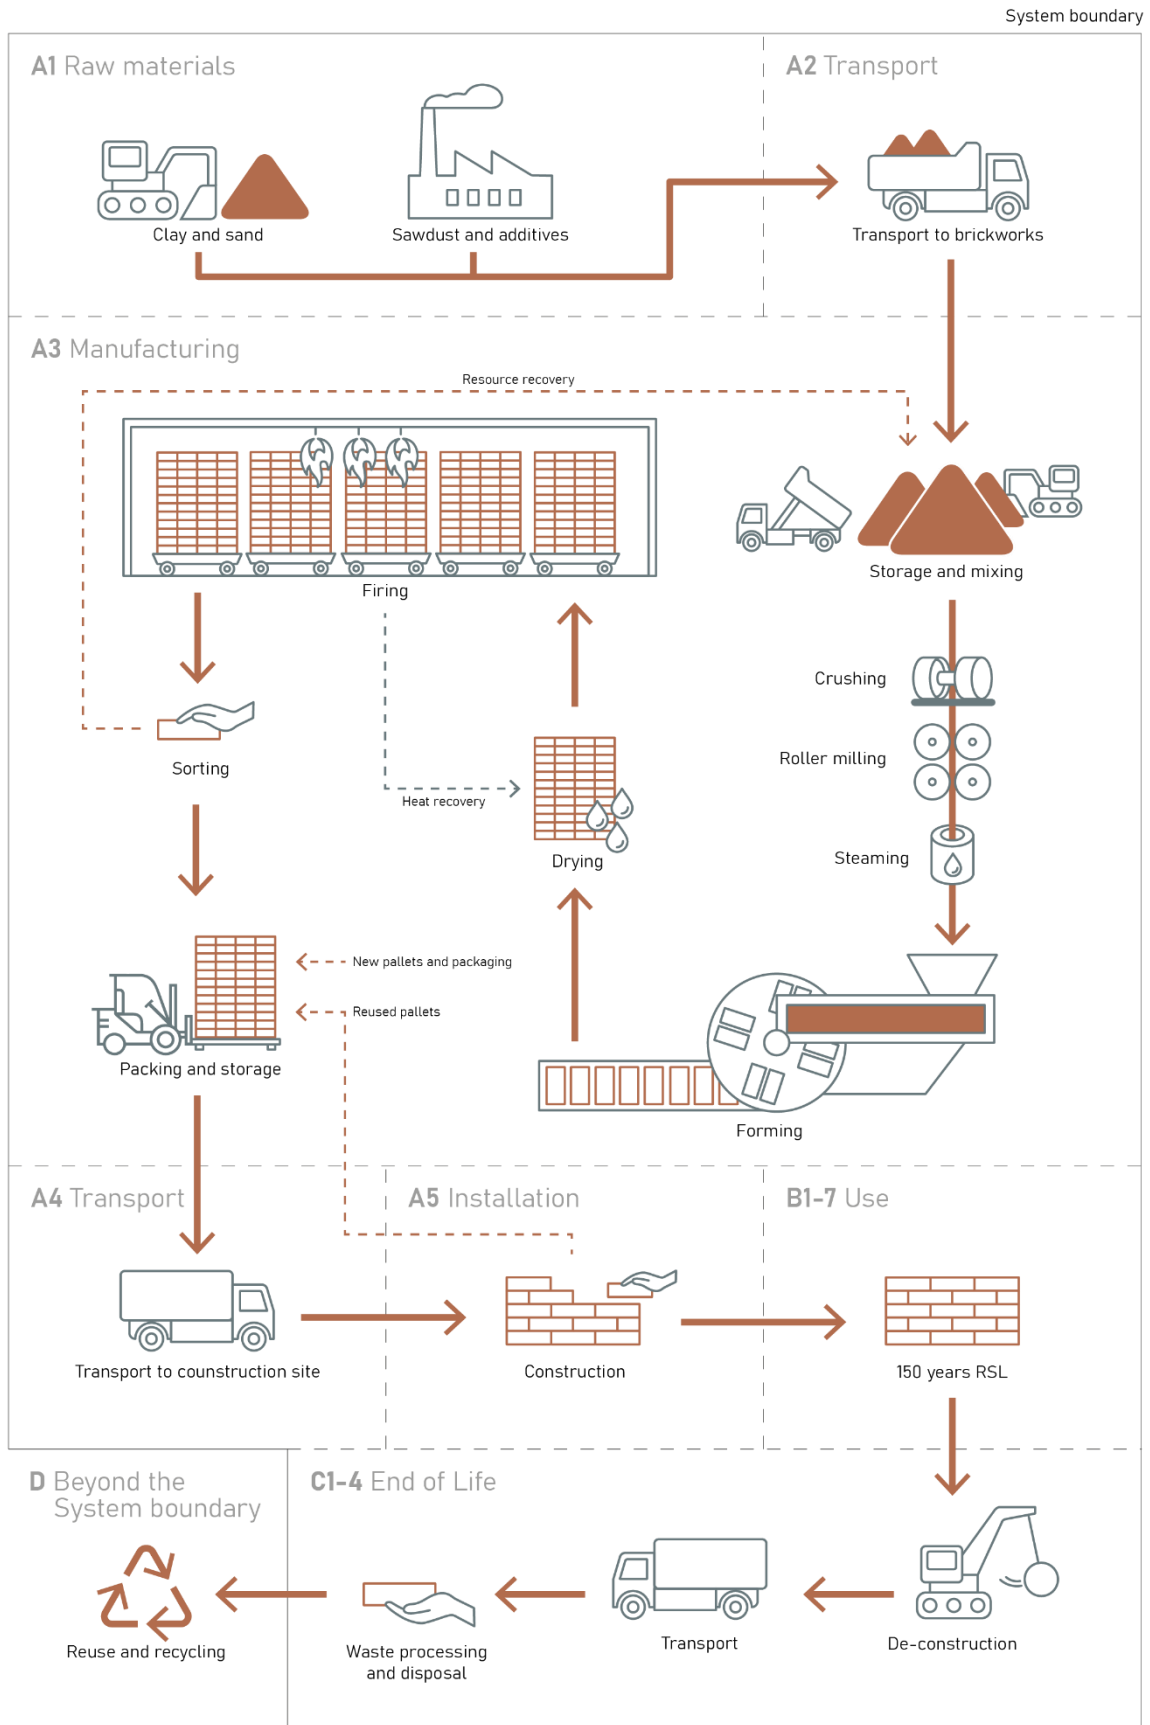 System boundary
A1 Raw materials
A2 Transport
Clay and sand
Sawdust and additives
Transport to brickworks
A3 Manufacturing
Resource recovery
Firing
Storage and mixing
Crushing
Roller milling
Sorting
Heat recovery
Drying
Steaming
New pallets and packaging
Reused pallets
Packing and storage
Forming
A4 Transport
A5 Installation
B1-7 Use
Transport to counstruction site
Construction
150 years RSL
D Beyond the
System boundary
C1-4 End of Life
Reuse and recycling
Waste processing
and disposal
Transport
De-construction